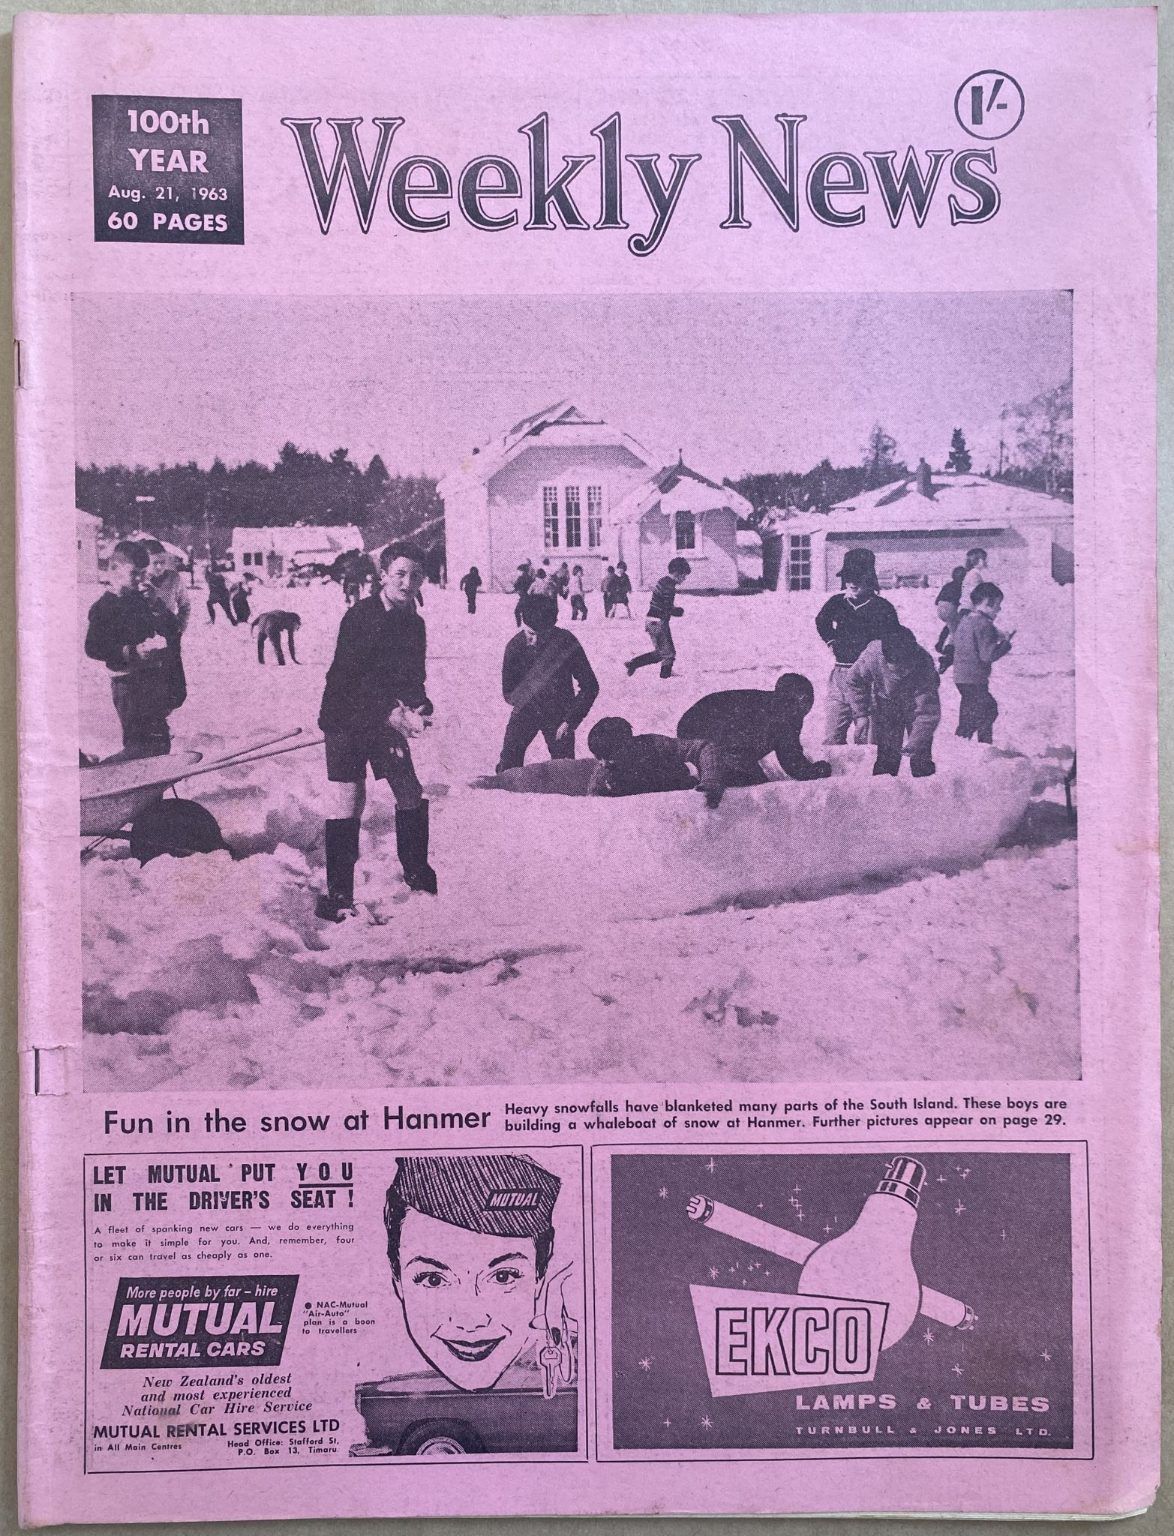 100th
YEAR
Aug. 21, 1963
60 PAGES
Weekly News
1/-
Fun in the snow at Hanmer
Heavy snowfalls have blanketed many parts of the South Island. These boys are
building a whaleboat of snow at Hanmer. Further pictures appear on page 29.
LET MUTUAL PUT YOU
IN THE DRIVER'S SEAT !
A fleet of spanking new cars — we do everything
to make it simple for you. And, remember, four
or six can travel as cheaply as one.
More people by far – hire
MUTUAL
RENTAL CARS
● NAC-Mutual
"Air-Auto"
plan is a boon
to travellers
New Zealand's oldest
and most experienced
National Car Hire Service
MUTUAL RENTAL SERVICES LTD
in All Main Centres
Head Office: Stafford St.
P.O. Box 13, Timaru
MUTUAL
EKCO
LAMPS & TUBES
TURNBULL & JONES LTD.